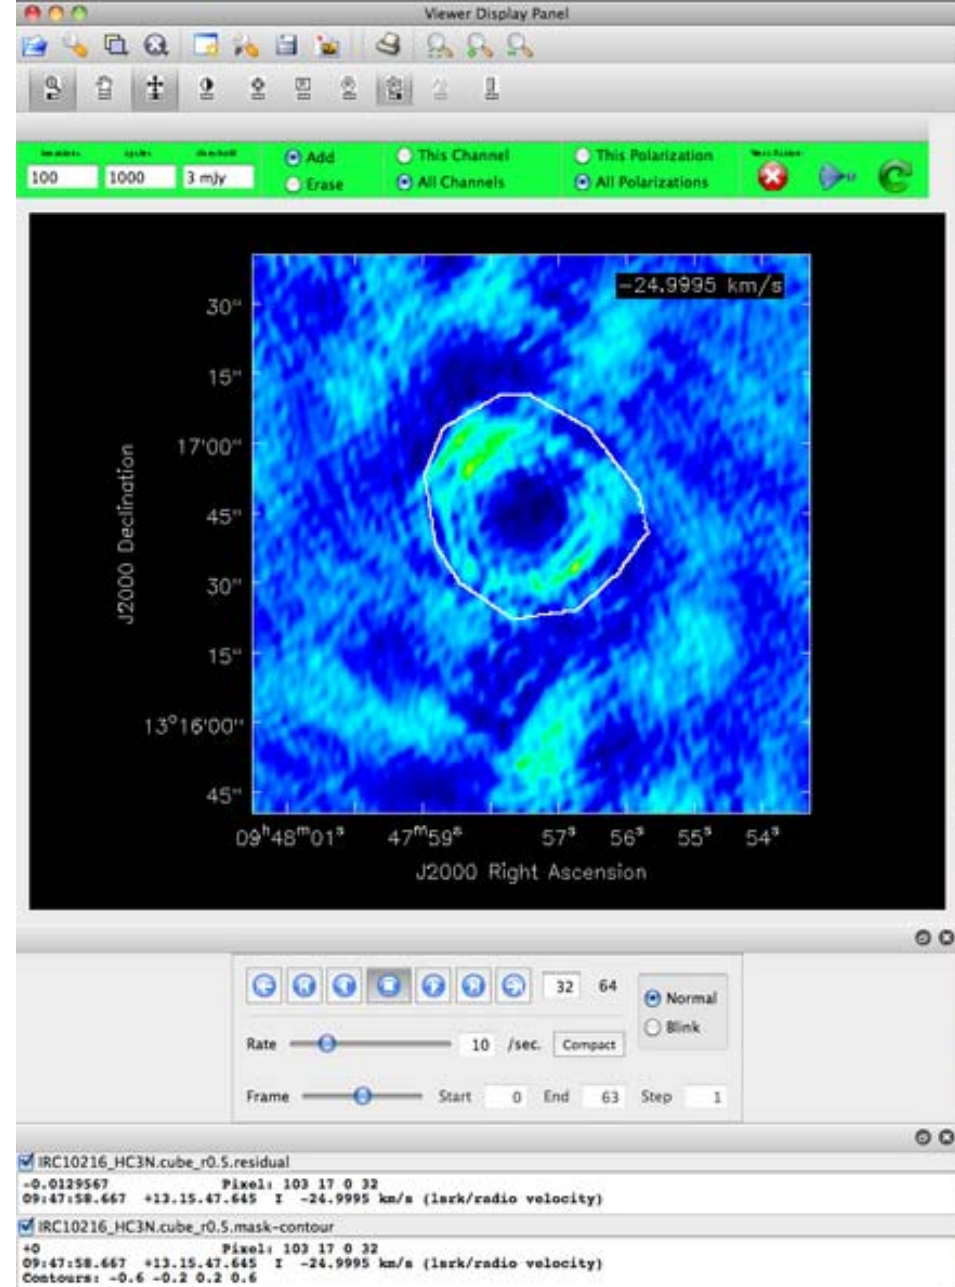 Viewer Display Panel
iterations cycles threshold
100 1000 3 mJy
Add
Erase
This Channel
All Channels
This Polarization
All Polarizations
Next Action:
-24.9995 km/s
30"
15"
17'00"
45"
30"
15"
13°16'00"
45"
J2000 Declination
09ʰ48ᵐ01ˢ 47ᵐ59ˢ 57ˢ 56ˢ 55ˢ 54ˢ
J2000 Right Ascension
32 64
Normal
Blink
Rate 10 /sec. Compact
Frame Start 0 End 63 Step 1
IRC10216_HC3N.cube_r0.5.residual
-0.0129567 Pixel: 103 17 0 32
09:47:58.667 +13.15.47.645 I -24.9995 km/s (lsrk/radio velocity)
IRC10216_HC3N.cube_r0.5.mask-contour
+0 Pixel: 103 17 0 32
09:47:58.667 +13.15.47.645 I -24.9995 km/s (lsrk/radio velocity)
Contours: -0.6 -0.2 0.2 0.6